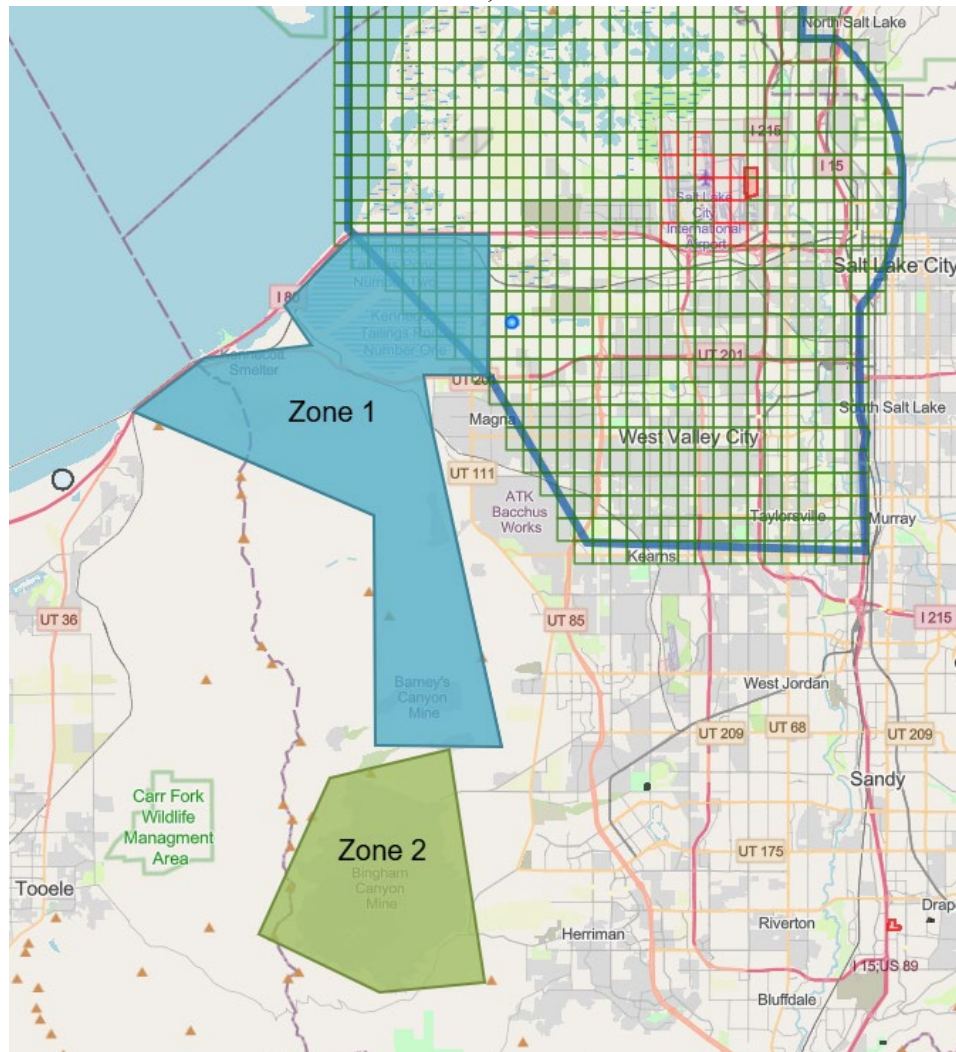 North Salt Lake
I 215
I 15
Salt Lake
City
International
Airport
Salt Lake City
Number Two
I 80
Kennecott
Tailings Pond
Number One
Kennecott
Smelter
UT 201
UT 201
Zone 1
Magna
South Salt Lake
West Valley City
UT 111
ATK
Bacchus
Works
Taylorsville
Murray
Kearns
UT 36
UT 85
I 215
West Jordan
Barney's
Canyon
Mine
UT 209
UT 68
UT 209
Sandy
Carr Fork
Wildlife
Managment
Area
Zone 2
Bingham
Canyon
Mine
UT 175
Tooele
Riverton
Herriman
I 15;US 89
Bluffdale